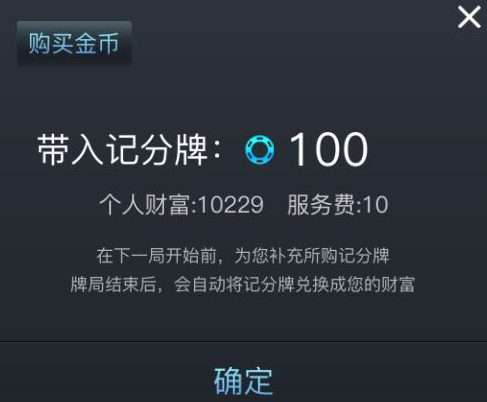 购买金币
带入记分牌: 100
个人财富:10229 服务费:10
在下一局开始前，为您补充所购记分牌
牌局结束后，会自动将记分牌兑换成您的财富
确定